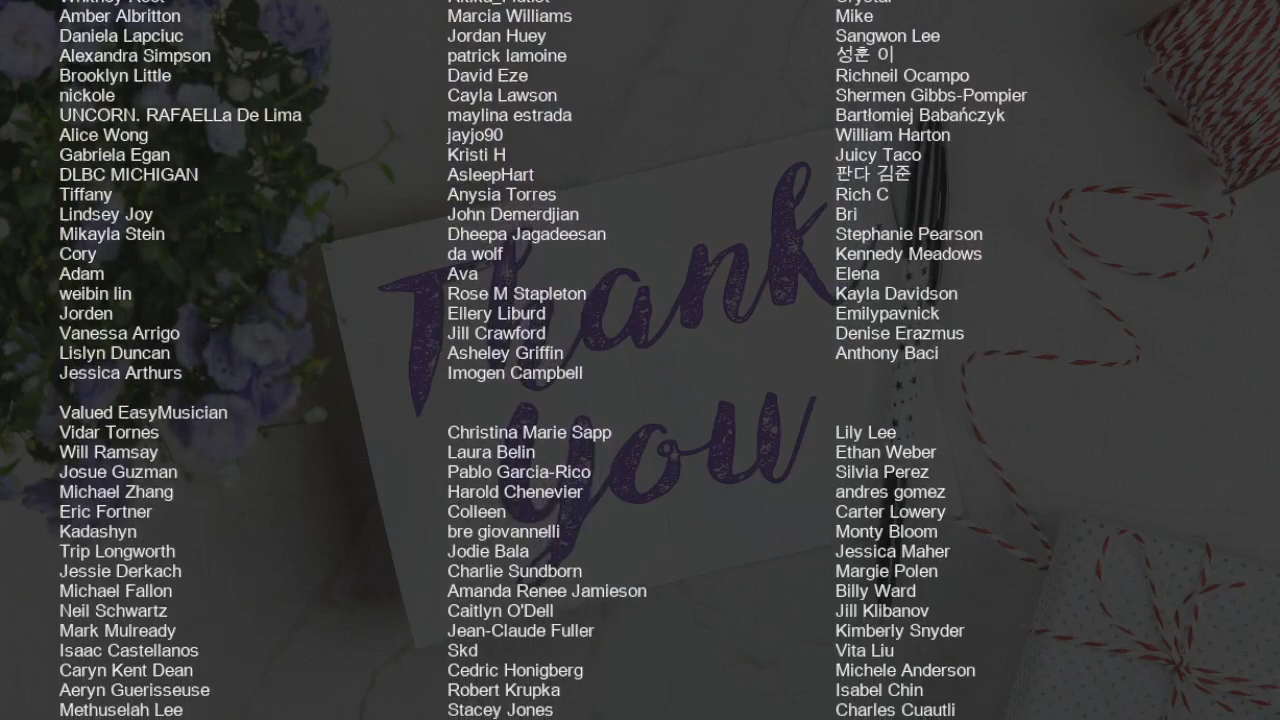 Amber Albritton
Daniela Lapciuc
Alexandra Simpson
Brooklyn Little
nickole
UNCORN. RAFAELLa De Lima
Alice Wong
Gabriela Egan
DLBC MICHIGAN
Tiffany
Lindsey Joy
Mikayla Stein
Cory
Adam
weibin lin
Jorden
Vanessa Arrigo
Lislyn Duncan
Jessica Arthurs
Marcia Williams
Jordan Huey
patrick lamoine
David Eze
Cayla Lawson
maylina estrada
jayjo90
Kristi H
AsleepHart
Anysia Torres
John Demerdjian
Dheepa Jagadeesan
da wolf
Ava
Rose M Stapleton
Ellery Liburd
Jill Crawford
Asheley Griffin
Imogen Campbell
Mike
Sangwon Lee
성훈 이
Richneil Ocampo
Shermen Gibbs-Pompier
Bartłomiej Babańczyk
William Harton
Juicy Taco
판다 김준
Rich C
Bri
Stephanie Pearson
Kennedy Meadows
Elena
Kayla Davidson
Emilypavnick
Denise Erazmus
Anthony Baci
Valued EasyMusician
Vidar Tornes
Will Ramsay
Josue Guzman
Michael Zhang
Eric Fortner
Kadashyn
Trip Longworth
Jessie Derkach
Michael Fallon
Neil Schwartz
Mark Mulready
Isaac Castellanos
Caryn Kent Dean
Aeryn Guerisseuse
Methuselah Lee
Christina Marie Sapp
Laura Belin
Pablo Garcia-Rico
Harold Chenevier
Colleen
bre giovannelli
Jodie Bala
Charlie Sundborn
Amanda Renee Jamieson
Caitlyn O'Dell
Jean-Claude Fuller
Skd
Cedric Honigberg
Robert Krupka
Stacey Jones
Lily Lee
Ethan Weber
Silvia Perez
andres gomez
Carter Lowery
Monty Bloom
Jessica Maher
Margie Polen
Billy Ward
Jill Klibanov
Kimberly Snyder
Vita Liu
Michele Anderson
Isabel Chin
Charles Cuautli
Thank
you